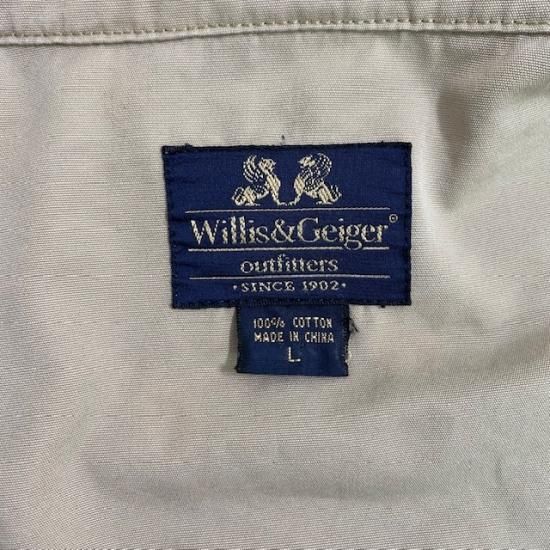 Willis&Geiger®
outfitters
·SINCE 1902·
100% COTTON
MADE IN CHINA
L